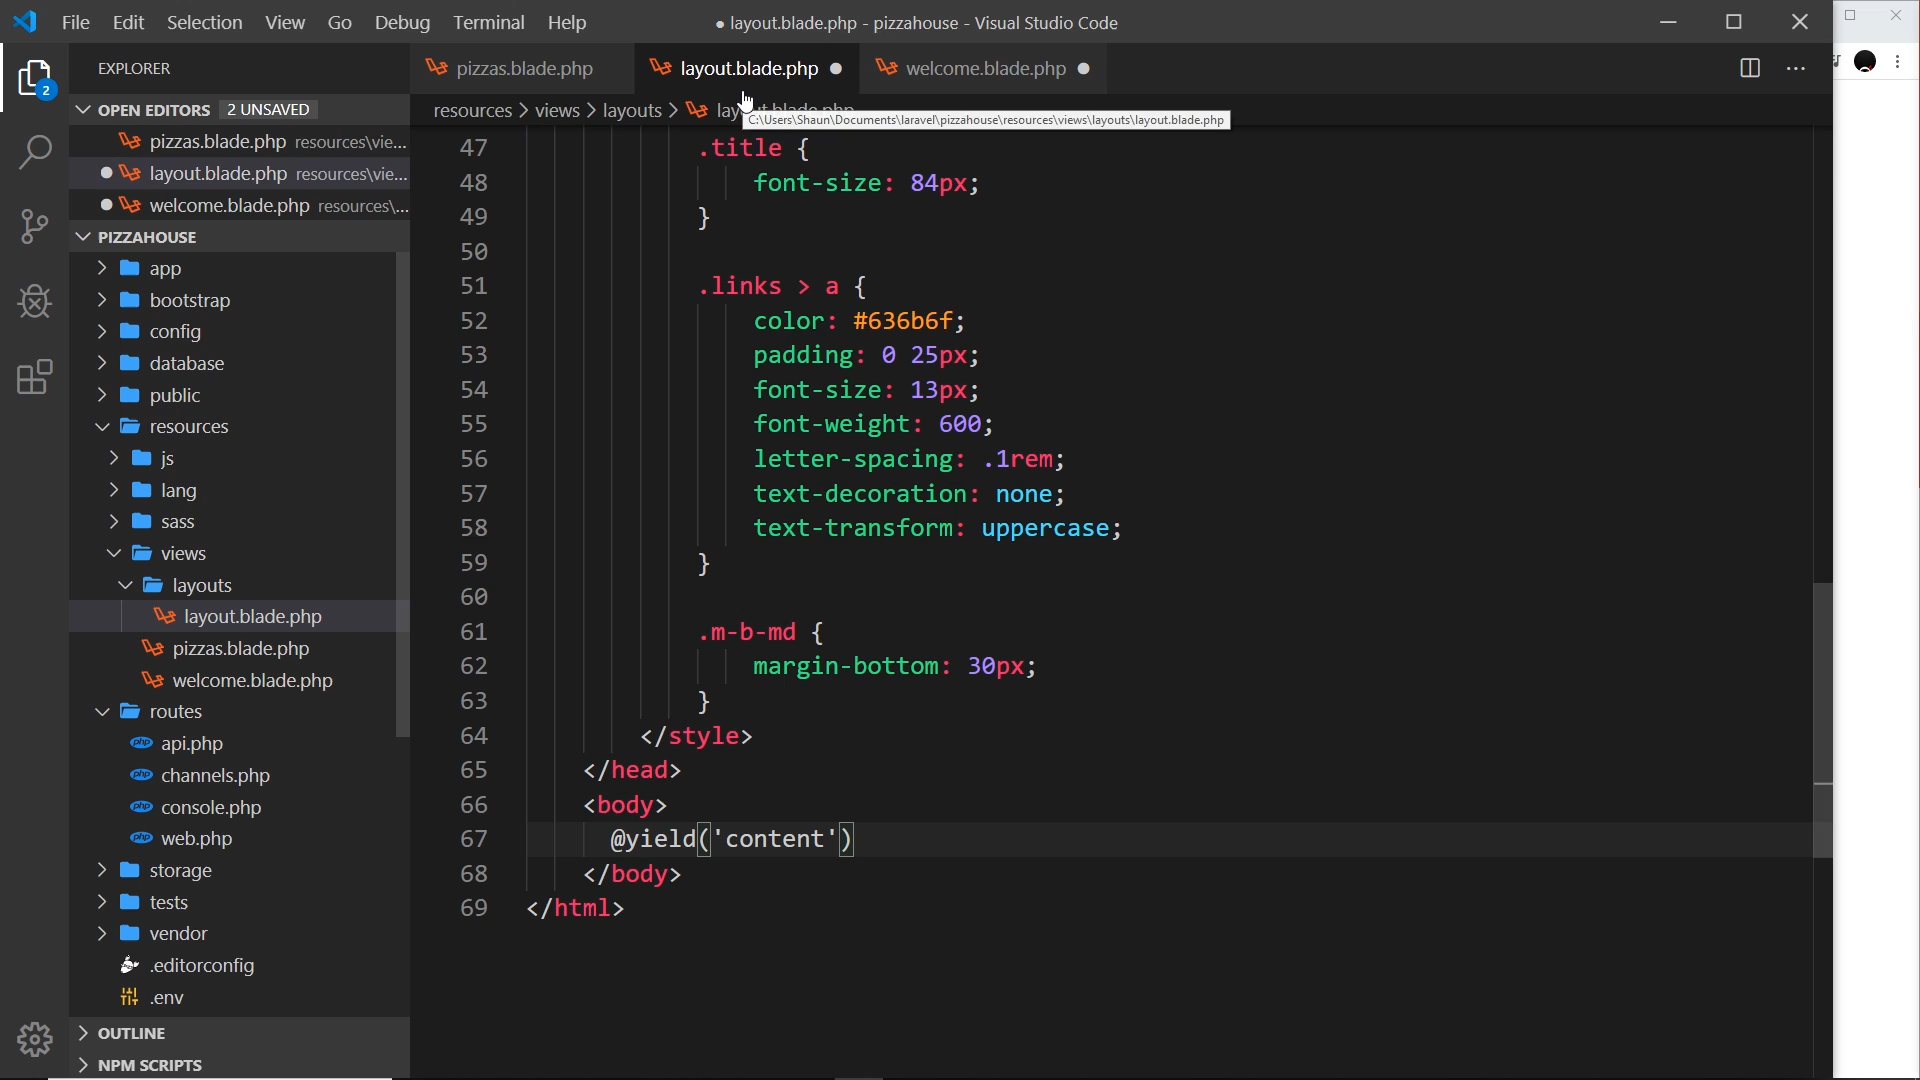 File Edit Selection View Go Debug Terminal Help
● layout.blade.php - pizzahouse - Visual Studio Code
EXPLORER
pizzas.blade.php
layout.blade.php ●
welcome.blade.php ●
OPEN EDITORS 2 UNSAVED
2
pizzas.blade.php resources\vie...
layout.blade.php resources\vie...
welcome.blade.php resources\...
PIZZAHOUSE
app
bootstrap
config
database
public
resources
js
lang
sass
views
layouts
layout.blade.php
pizzas.blade.php
welcome.blade.php
routes
php api.php
php channels.php
php console.php
php web.php
storage
tests
vendor
.editorconfig
.env
OUTLINE
NPM SCRIPTS
resources > views > layouts > layout.blade.php
C:\Users\Shaun\Documents\laravel\pizzahouse\resources\views\layouts\layout.blade.php
47 .title {
48 font-size: 84px;
49 }
50
51 .links > a {
52 color: #636b6f;
53 padding: 0 25px;
54 font-size: 13px;
55 font-weight: 600;
56 letter-spacing: .1rem;
57 text-decoration: none;
58 text-transform: uppercase;
59 }
60
61 .m-b-md {
62 margin-bottom: 30px;
63 }
64 </style>
65 </head>
66 <body>
67 @yield('content')
68 </body>
69 </html>